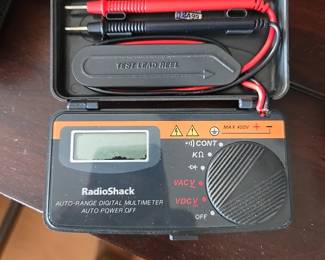 TEST LEAD REEL
MAX 400V + −
•))) CONT
KΩ
RadioShack
VACV
AUTO-RANGE DIGITAL MULTIMETER
VDCV
AUTO POWER OFF
OFF